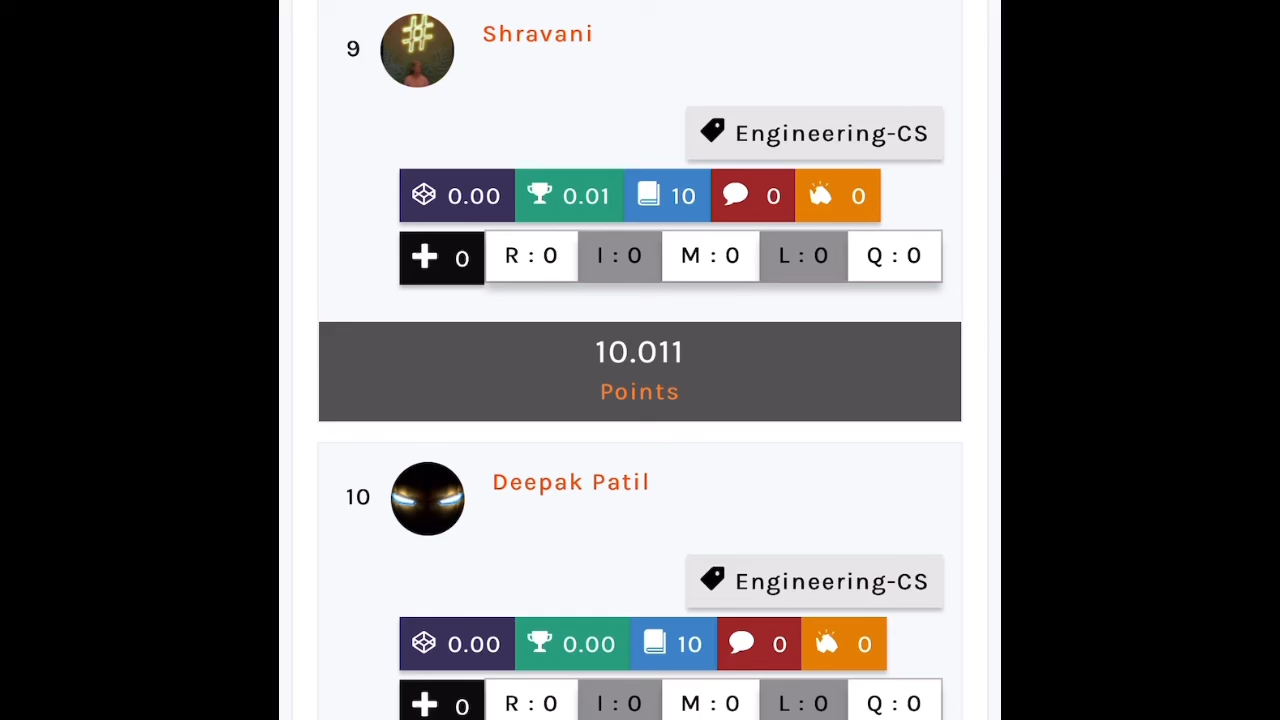 9 Shravani
Engineering-CS
0.00 0.01 10 0 0
0 R : 0 I : 0 M : 0 L : 0 Q : 0
10.011
Points
10 Deepak Patil
Engineering-CS
0.00 0.00 10 0 0
0 R : 0 I : 0 M : 0 L : 0 Q : 0